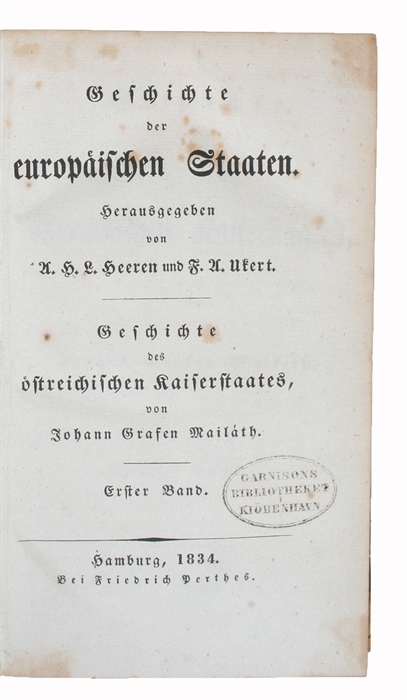 Geschichte
der
europäischen Staaten.
Herausgegeben
von
A. H. L. Heeren und F. A. Ukert.
Geschichte
des
östreichischen Kaiserstaates,
von
Johann Grafen Mailáth.
Erster Band.
GARNISONS
BIBLIOTHEKET
I
KIÖBENHAVN
Hamburg, 1834.
Bei Friedrich Perthes.